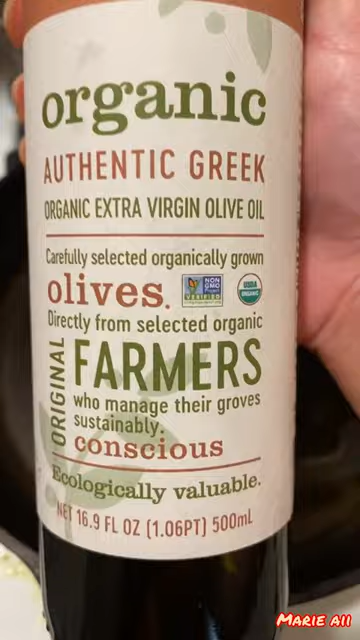 organic
AUTHENTIC GREEK
ORGANIC EXTRA VIRGIN OLIVE OIL
Carefully selected organically grown
olives.
NON GMO Project VERIFIED
USDA ORGANIC
Directly from selected organic
ORIGINAL
FARMERS
who manage their groves
sustainably.
conscious
Ecologically valuable.
NET 16.9 FL OZ (1.06PT) 500mL
MARIE All